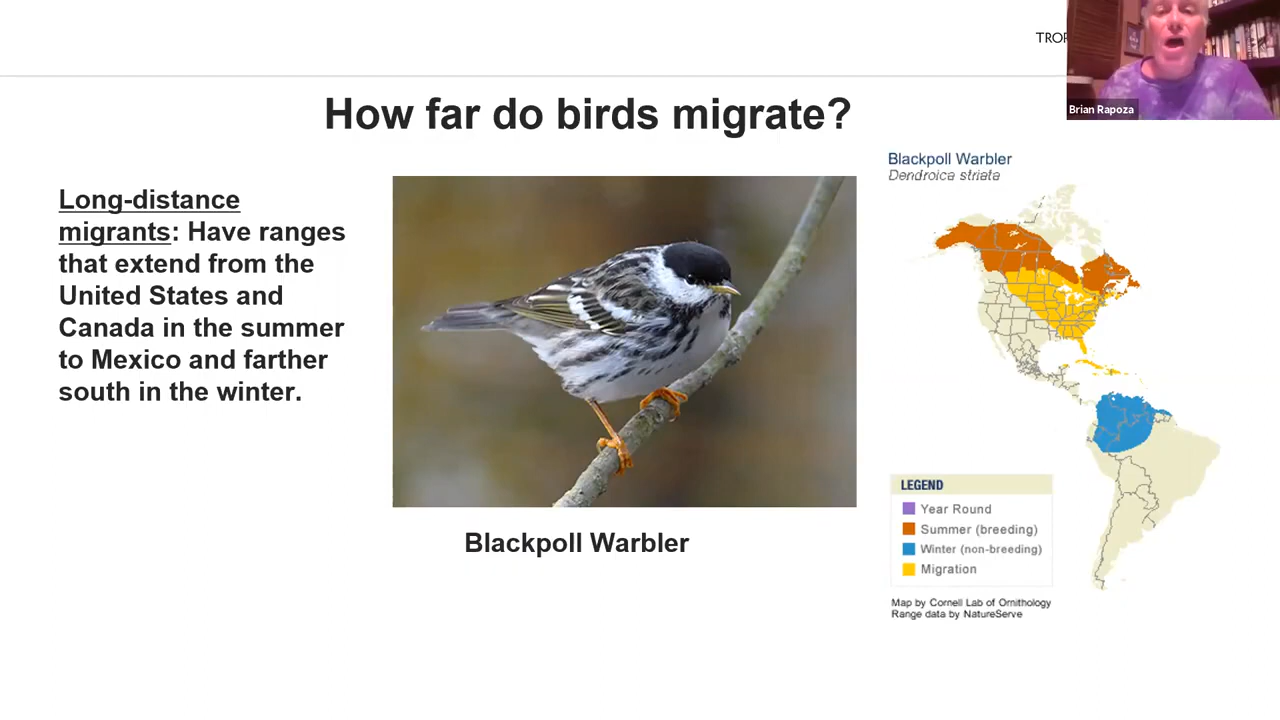 How far do birds migrate?
Brian Rapoza
Long-distance
migrants: Have ranges
that extend from the
United States and
Canada in the summer
to Mexico and farther
south in the winter.
Blackpoll Warbler
Blackpoll Warbler
Dendroica striata
LEGEND
Year Round
Summer (breeding)
Winter (non-breeding)
Migration
Map by Cornell Lab of Ornithology
Range data by NatureServe